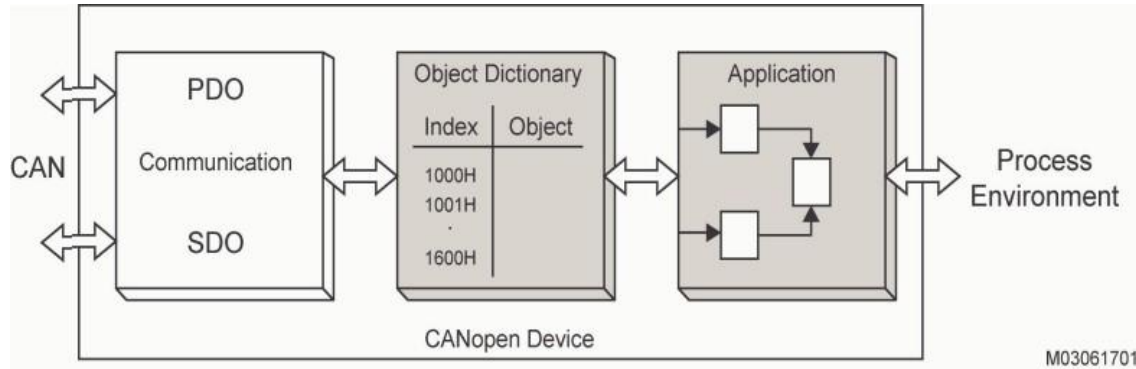 CAN
PDO
Communication
SDO
Object Dictionary
Index Object
1000H
1001H
.
1600H
Application
Process
Environment
CANopen Device
M03061701